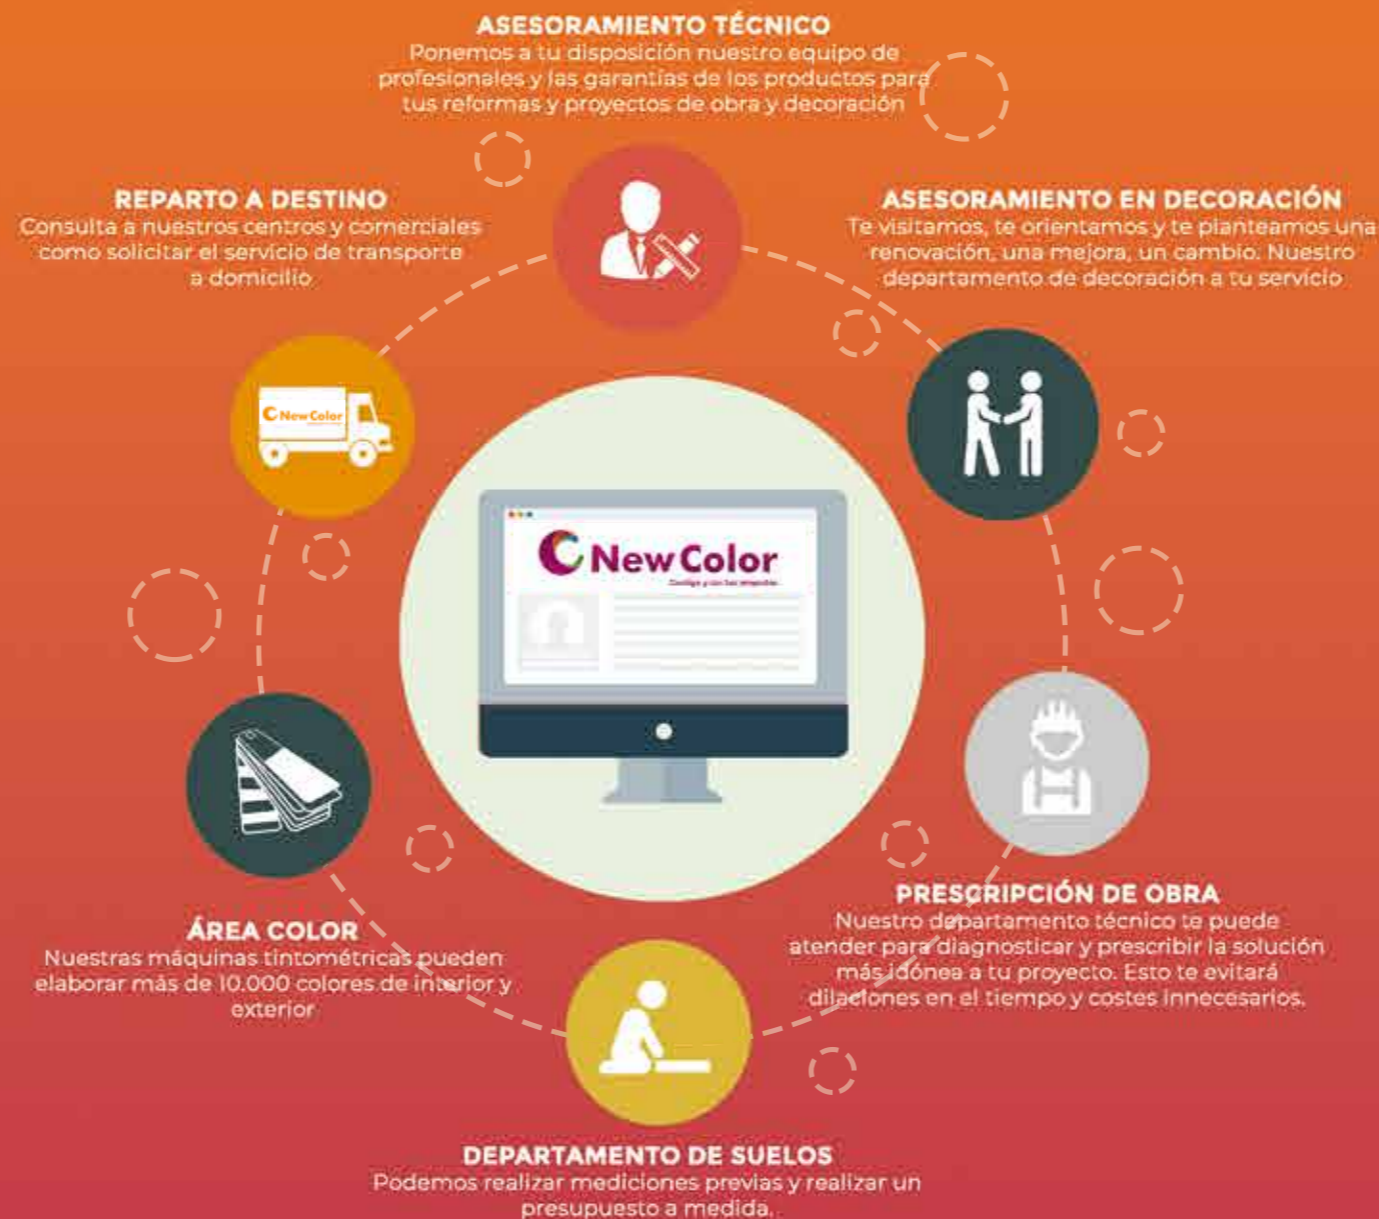 ASESORAMIENTO TÉCNICO
Ponemos a tu disposición nuestro equipo de
profesionales y las garantías de los productos para
tus reformas y proyectos de obra y decoración
REPARTO A DESTINO
Consulta a nuestros centros y comerciales
como solicitar el servicio de transporte
a domicilio
ASESORAMIENTO EN DECORACIÓN
Te visitamos, te orientamos y te planteamos una
renovación, una mejora, un cambio. Nuestro
departamento de decoración a tu servicio
New Color
New Color
Contigo y con tus proyectos
ÁREA COLOR
Nuestras máquinas tintométricas pueden
elaborar más de 10.000 colores de interior y
exterior
PRESCRIPCIÓN DE OBRA
Nuestro departamento técnico te puede
atender para diagnosticar y prescribir la solución
más idónea a tu proyecto. Esto te evitará
dilaciones en el tiempo y costes innecesarios.
DEPARTAMENTO DE SUELOS
Podemos realizar mediciones previas y realizar un
presupuesto a medida.